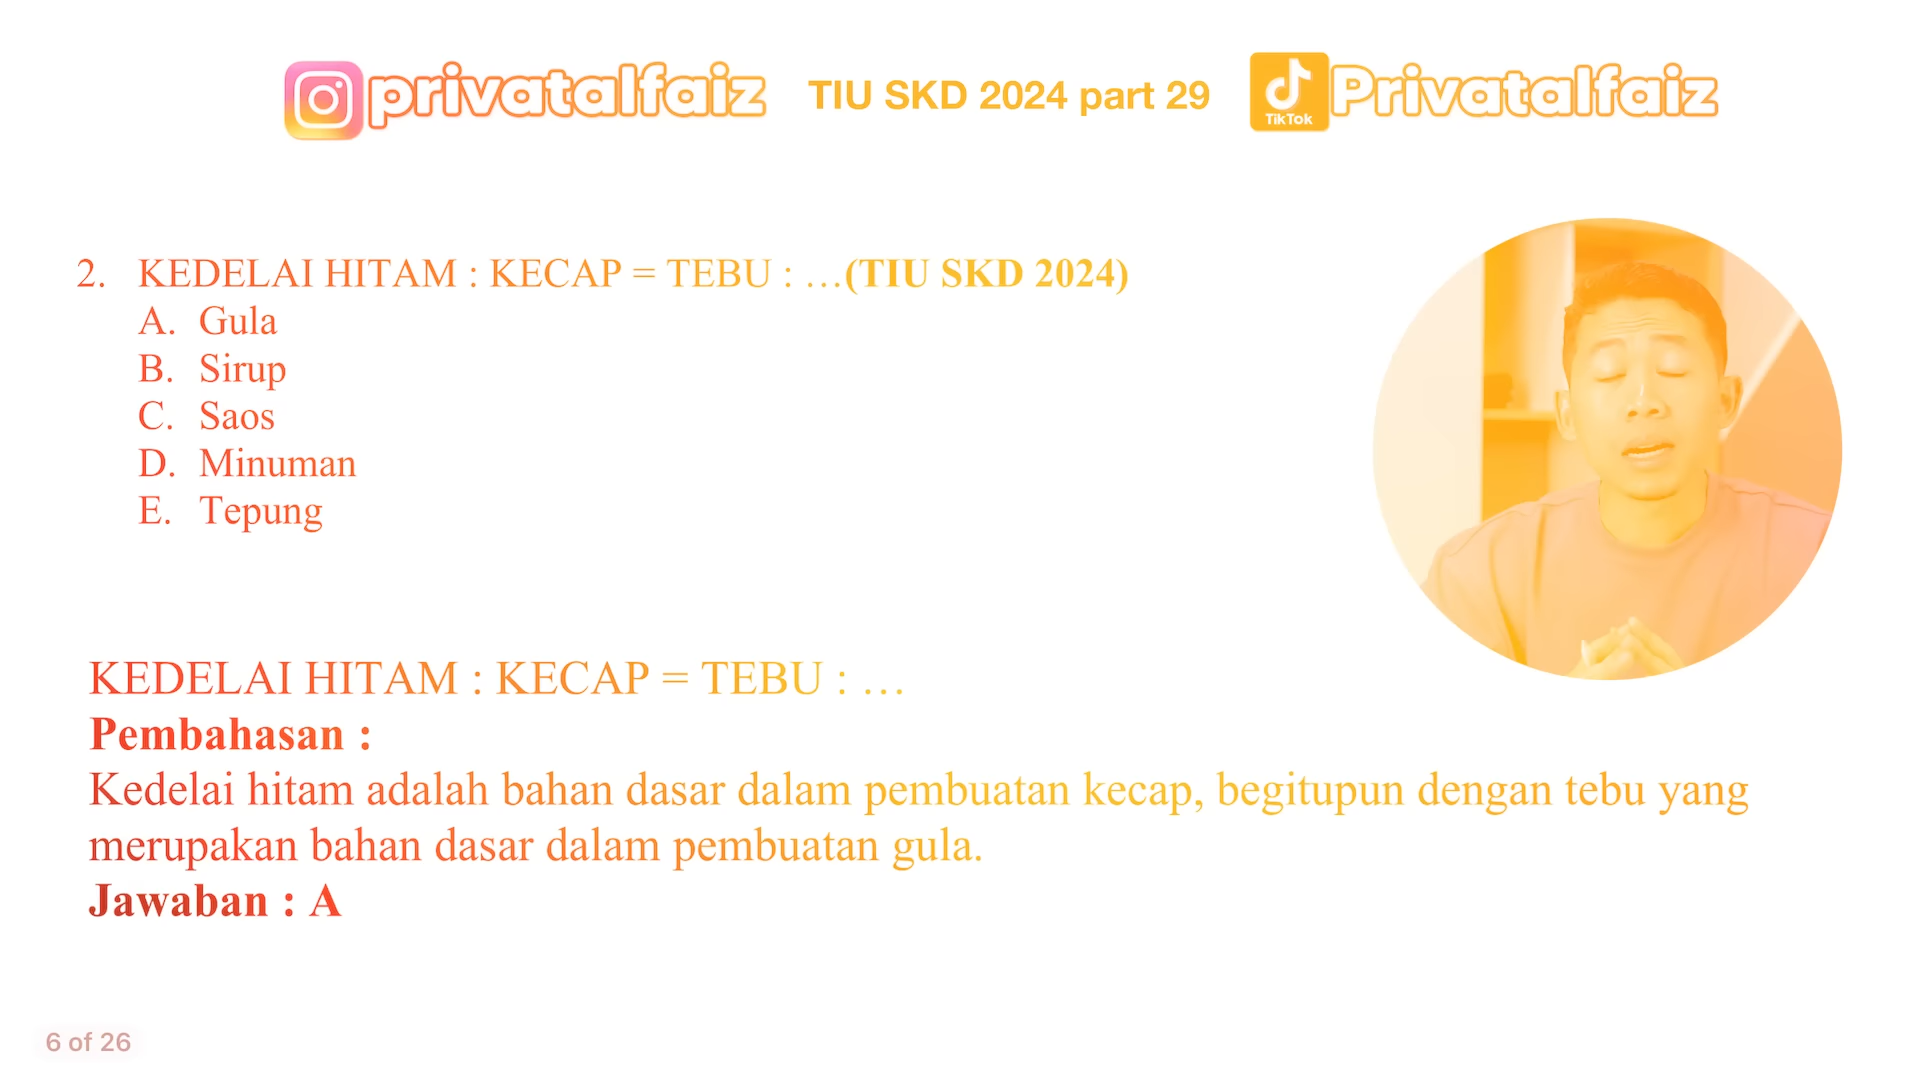 privatalfaiz TIU SKD 2024 part 29 TikTok Privatalfaiz
2. KEDELAI HITAM : KECAP = TEBU : …(TIU SKD 2024)
A. Gula
B. Sirup
C. Saos
D. Minuman
E. Tepung
KEDELAI HITAM : KECAP = TEBU : …
Pembahasan :
Kedelai hitam adalah bahan dasar dalam pembuatan kecap, begitupun dengan tebu yang
merupakan bahan dasar dalam pembuatan gula.
Jawaban : A
6 of 26